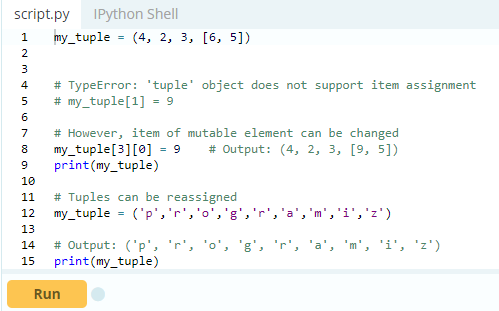 script.py IPython Shell
1 my_tuple = (4, 2, 3, [6, 5])
2
3
4 # TypeError: 'tuple' object does not support item assignment
5 # my_tuple[1] = 9
6
7 # However, item of mutable element can be changed
8 my_tuple[3][0] = 9    # Output: (4, 2, 3, [9, 5])
9 print(my_tuple)
10
11 # Tuples can be reassigned
12 my_tuple = ('p','r','o','g','r','a','m','i','z')
13
14 # Output: ('p', 'r', 'o', 'g', 'r', 'a', 'm', 'i', 'z')
15 print(my_tuple)
Run